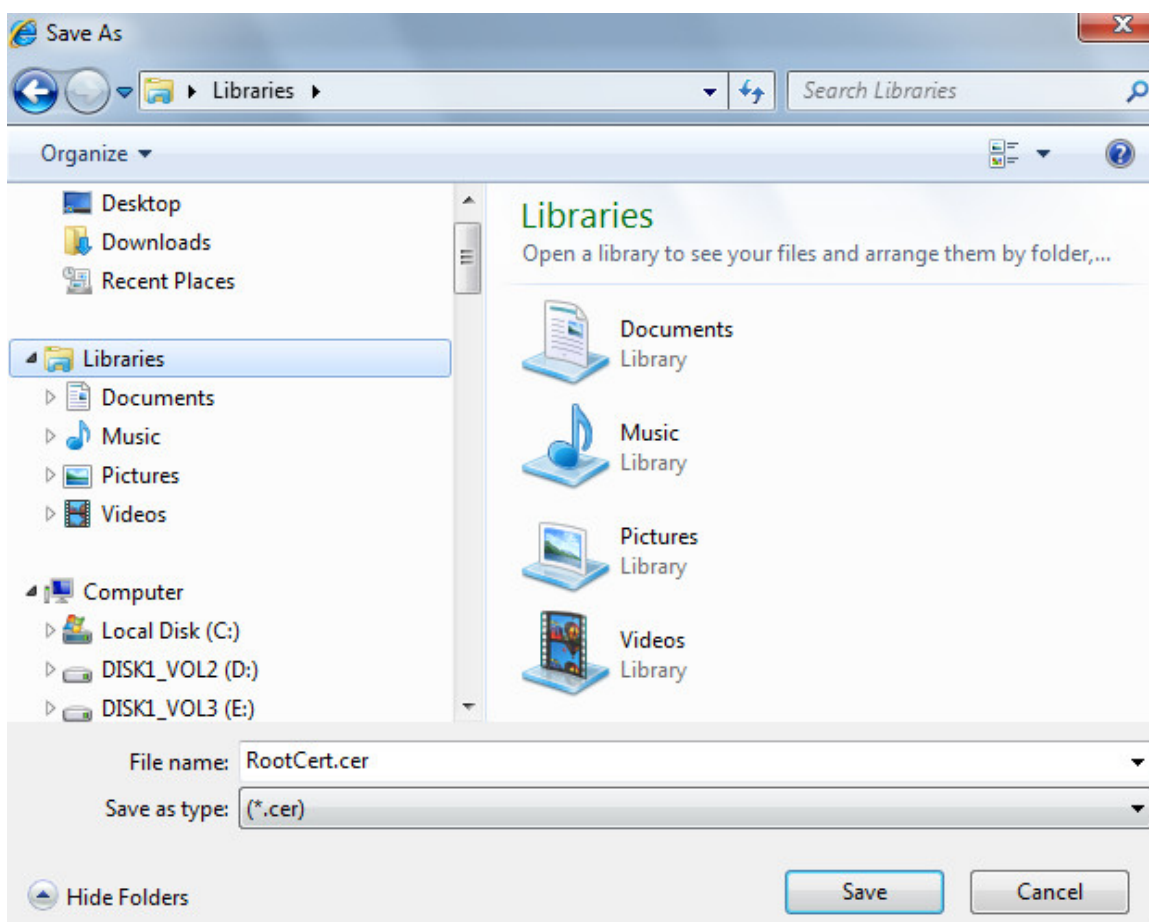 Save As
Libraries
Search Libraries
Organize
Desktop
Downloads
Recent Places
Libraries
Documents
Music
Pictures
Videos
Computer
Local Disk (C:)
DISK1_VOL2 (D:)
DISK1_VOL3 (E:)
Libraries
Open a library to see your files and arrange them by folder,...
Documents
Library
Music
Library
Pictures
Library
Videos
Library
File name: RootCert.cer
Save as type: (*.cer)
Hide Folders
Save
Cancel